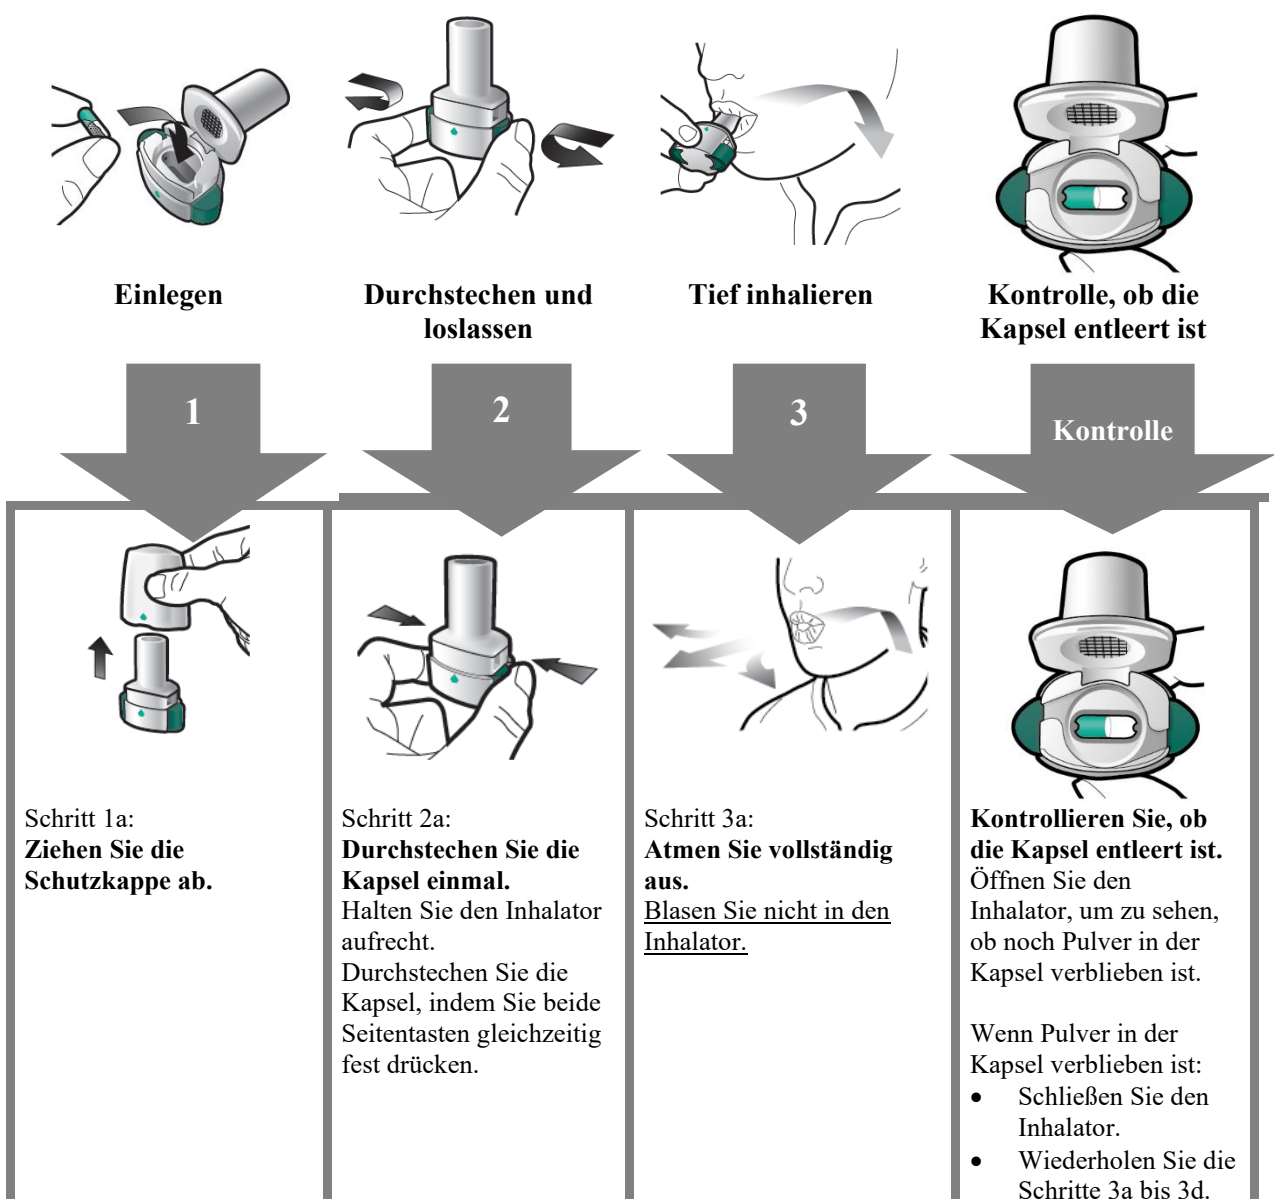 Einlegen
Durchstechen und
loslassen
Tief inhalieren
Kontrolle, ob die
Kapsel entleert ist
1
2
3
Kontrolle
Schritt 1a:
Ziehen Sie die
Schutzkappe ab.
Schritt 2a:
Durchstechen Sie die
Kapsel einmal.
Halten Sie den Inhalator
aufrecht.
Durchstechen Sie die
Kapsel, indem Sie beide
Seitentasten gleichzeitig
fest drücken.
Schritt 3a:
Atmen Sie vollständig
aus.
Blasen Sie nicht in den
Inhalator.
Kontrollieren Sie, ob
die Kapsel entleert ist.
Öffnen Sie den
Inhalator, um zu sehen,
ob noch Pulver in der
Kapsel verblieben ist.
Wenn Pulver in der
Kapsel verblieben ist:
• Schließen Sie den
Inhalator.
• Wiederholen Sie die
Schritte 3a bis 3d.